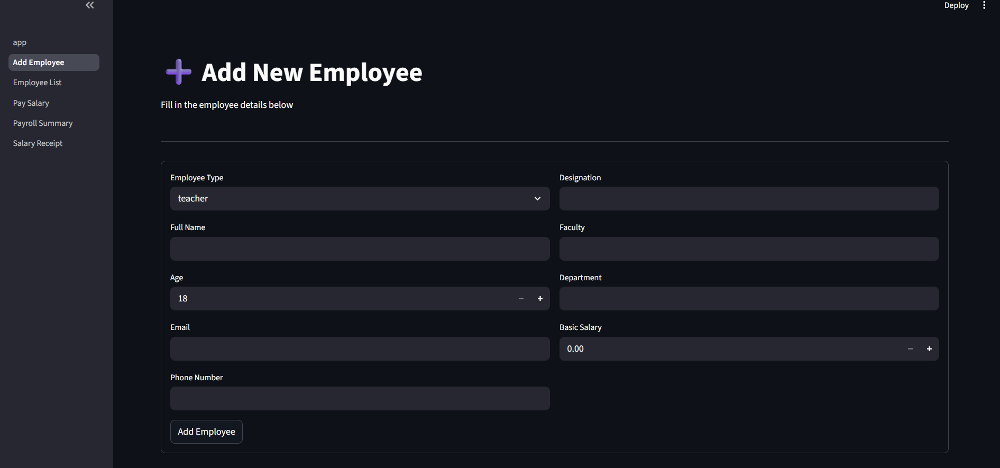 Deploy
app
Add Employee
Employee List
Pay Salary
Payroll Summary
Salary Receipt
Add New Employee
Fill in the employee details below
Employee Type
teacher
Full Name
Age
18
Email
Phone Number
Designation
Faculty
Department
Basic Salary
0.00
Add Employee